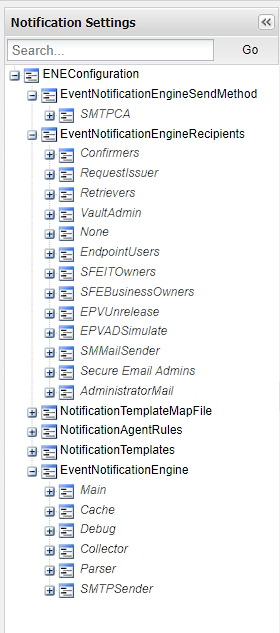 Notification Settings
Search... Go
ENEConfiguration
EventNotificationEngineSendMethod
SMTPCA
EventNotificationEngineRecipients
Confirmers
RequestIssuer
Retrievers
VaultAdmin
None
EndpointUsers
SFEITOwners
SFEBusinessOwners
EPVUnrelease
EPVADSimulate
SMMailSender
Secure Email Admins
AdministratorMail
NotificationTemplateMapFile
NotificationAgentRules
NotificationTemplates
EventNotificationEngine
Main
Cache
Debug
Collector
Parser
SMTPSender